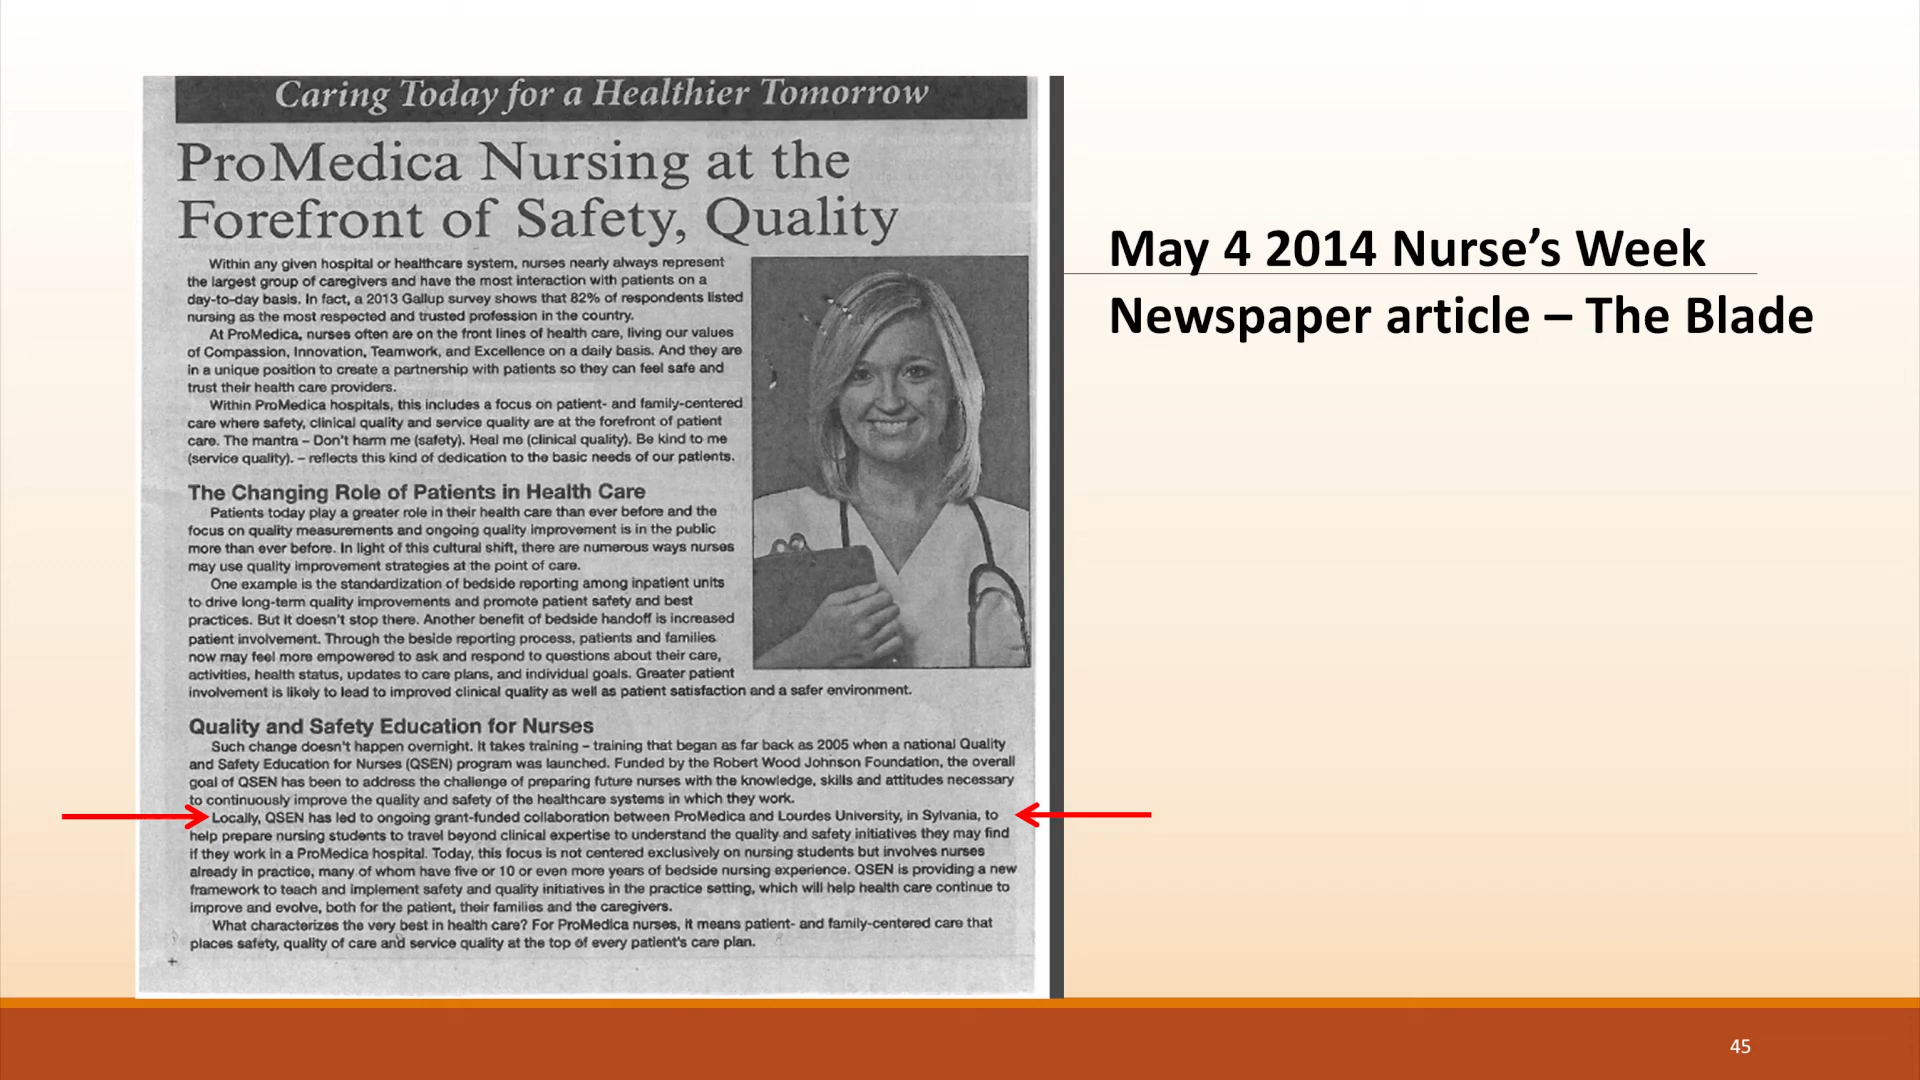 Caring Today for a Healthier Tomorrow
ProMedica Nursing at the
Forefront of Safety, Quality
Within any given hospital or healthcare system, nurses nearly always represent
the largest group of caregivers and have the most interaction with patients on a
day-to-day basis. In fact, a 2013 Gallup survey shows that 82% of respondents listed
nursing as the most respected and trusted profession in the country.
At ProMedica, nurses often are on the front lines of health care, living our values
of Compassion, Innovation, Teamwork, and Excellence on a daily basis. And they are
in a unique position to create a partnership with patients so they can feel safe and
trust their health care providers.
Within ProMedica hospitals, this includes a focus on patient- and family-centered
care where safety, clinical quality and service quality are at the forefront of patient
care. The mantra – Don't harm me (safety). Heal me (clinical quality). Be kind to me
(service quality). – reflects this kind of dedication to the basic needs of our patients.
The Changing Role of Patients in Health Care
Patients today play a greater role in their health care than ever before and the
focus on quality measurements and ongoing quality improvement is in the public
more than ever before. In light of this cultural shift, there are numerous ways nurses
may use quality improvement strategies at the point of care.
One example is the standardization of bedside reporting among inpatient units
to drive long-term quality improvements and promote patient safety and best
practices. But it doesn't stop there. Another benefit of bedside handoff is increased
patient involvement. Through the beside reporting process, patients and families
now may feel more empowered to ask and respond to questions about their care,
activities, health status, updates to care plans, and individual goals. Greater patient
involvement is likely to lead to improved clinical quality as well as patient satisfaction and a safer environment.
Quality and Safety Education for Nurses
Such change doesn't happen overnight. It takes training – training that began as far back as 2005 when a national Quality
and Safety Education for Nurses (QSEN) program was launched. Funded by the Robert Wood Johnson Foundation, the overall
goal of QSEN has been to address the challenge of preparing future nurses with the knowledge, skills and attitudes necessary
to continuously improve the quality and safety of the healthcare systems in which they work.
Locally, QSEN has led to ongoing grant-funded collaboration between ProMedica and Lourdes University, in Sylvania, to
help prepare nursing students to travel beyond clinical expertise to understand the quality and safety initiatives they may find
if they work in a ProMedica hospital. Today, this focus is not centered exclusively on nursing students but involves nurses
already in practice, many of whom have five or 10 or even more years of bedside nursing experience. QSEN is providing a new
framework to teach and implement safety and quality initiatives in the practice setting, which will help health care continue to
improve and evolve, both for the patient, their families and the caregivers.
What characterizes the very best in health care? For ProMedica nurses, it means patient- and family-centered care that
places safety, quality of care and service quality at the top of every patient's care plan.
May 4 2014 Nurse’s Week
Newspaper article – The Blade
45